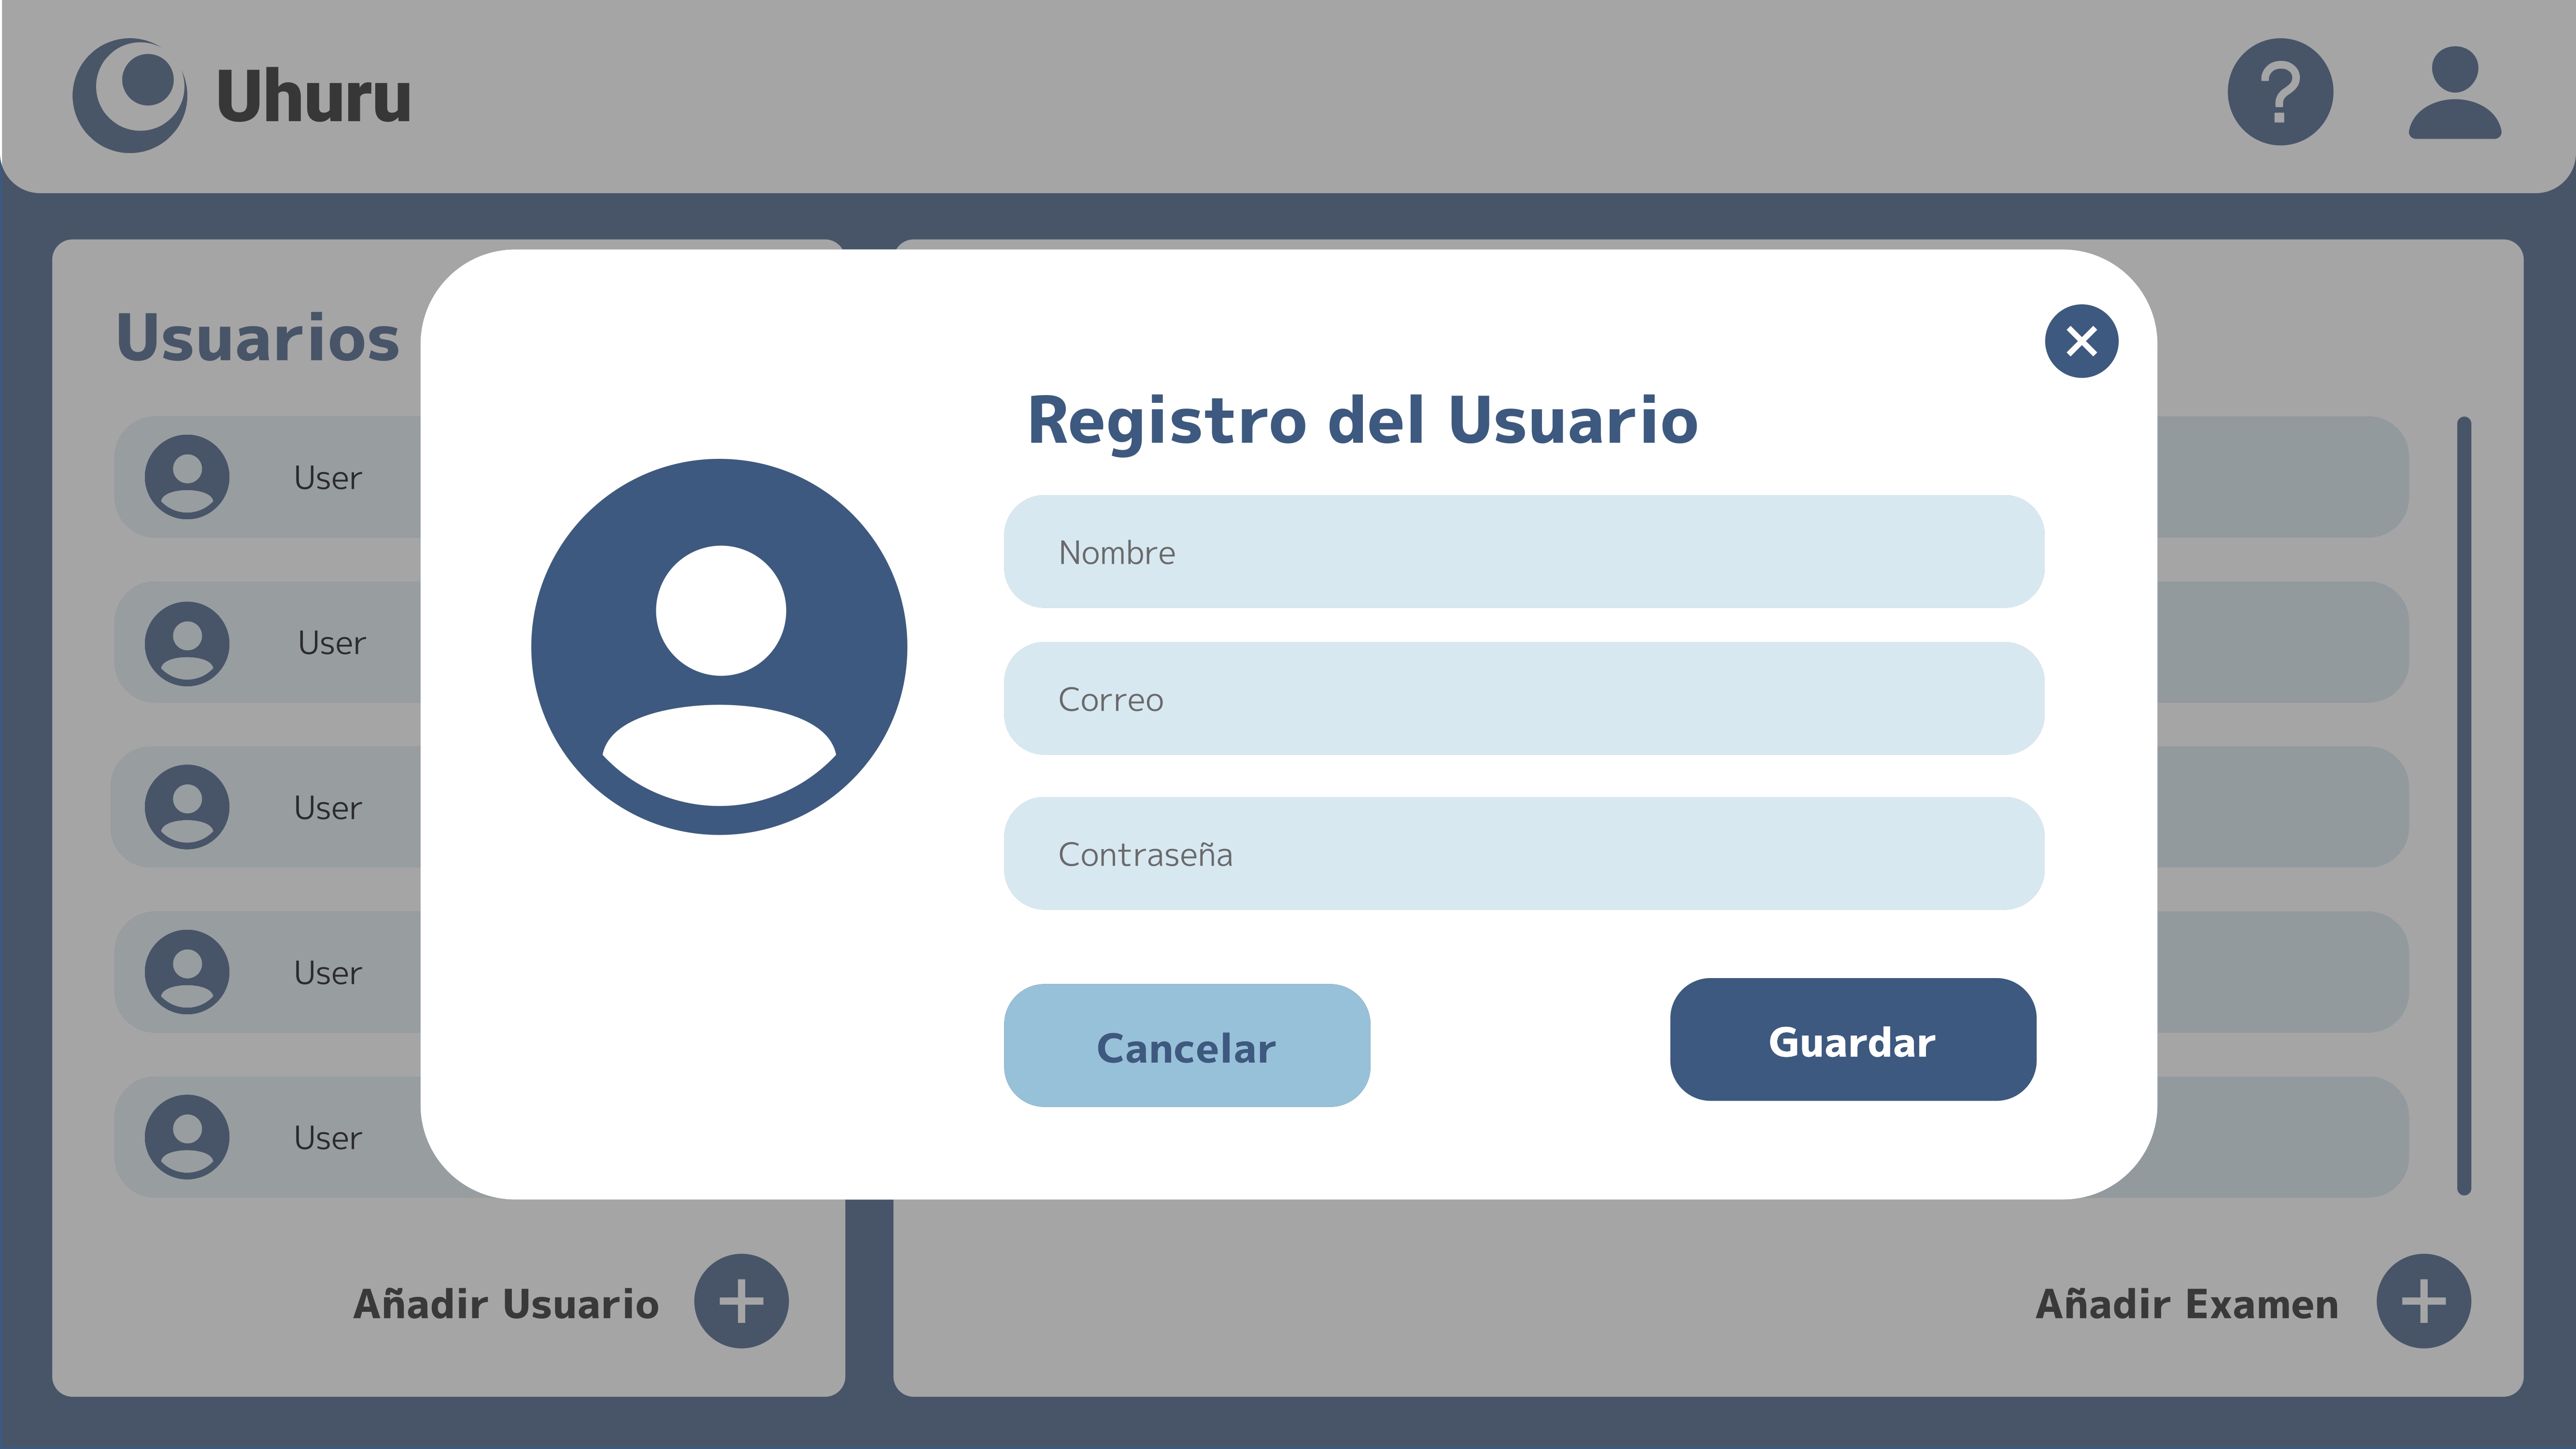 Uhuru
?
Usuarios
User
User
User
User
User
Añadir Usuario
Registro del Usuario
Nombre
Correo
Contraseña
Cancelar
Guardar
Añadir Examen